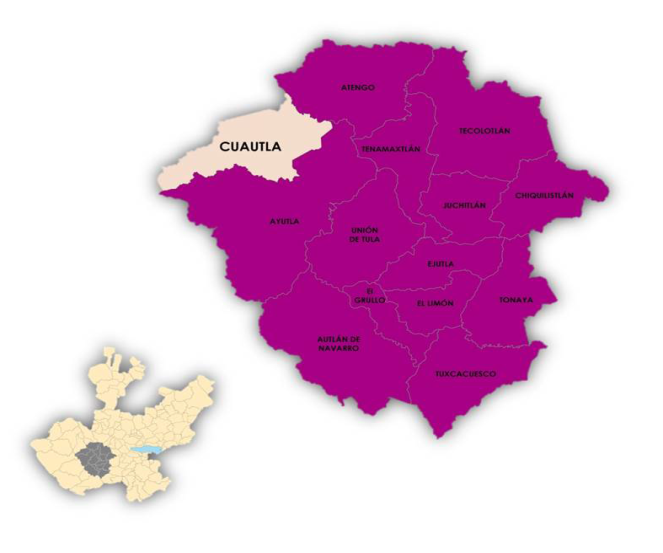 ATENGO
TECOLOTLÁN
CUAUTLA
TENAMAXTLÁN
CHIQUILISTLÁN
JUCHITLÁN
AYUTLA
UNIÓN
DE TULA
EJUTLA
EL
GRULLO
EL LIMÓN
TONAYA
AUTLÁN DE
NAVARRO
TUXCACUESCO